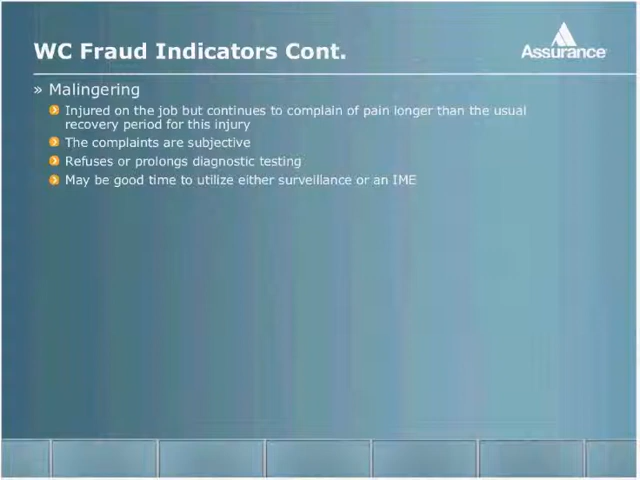 WC Fraud Indicators Cont.
Assurance
» Malingering
Injured on the job but continues to complain of pain longer than the usual
recovery period for this injury
The complaints are subjective
Refuses or prolongs diagnostic testing
May be good time to utilize either surveillance or an IME